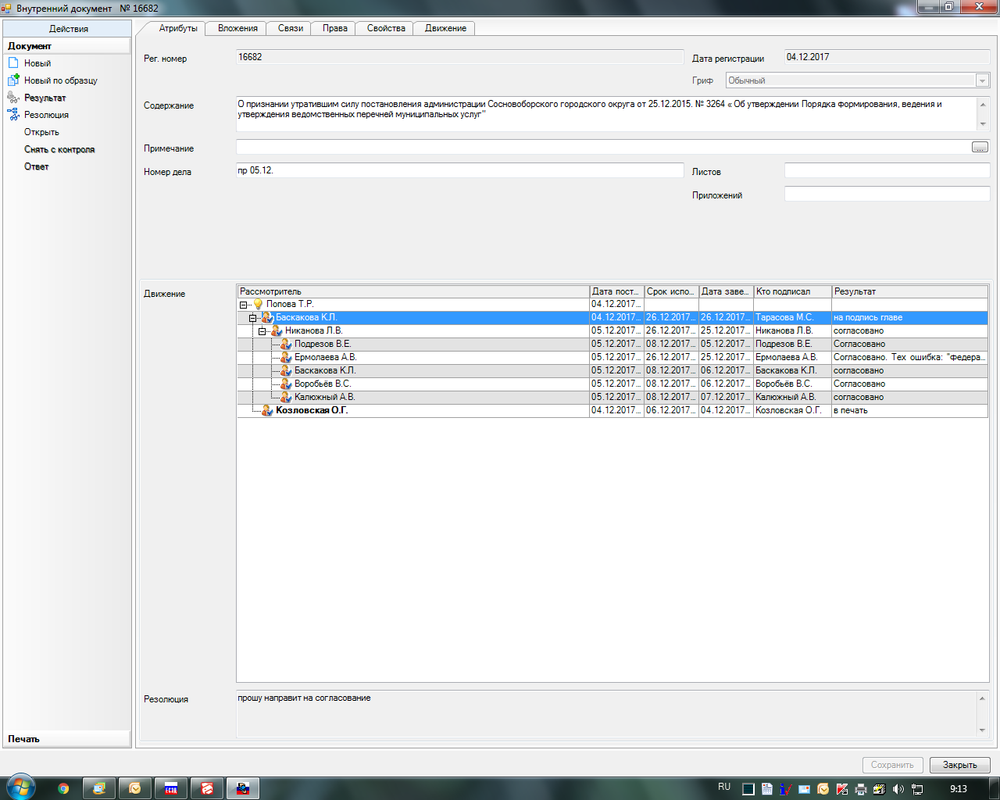 Внутренний документ № 16682
Действия
Документ
Новый
Новый по образцу
Результат
Резолюция
Открыть
Снять с контроля
Ответ
Печать
Атрибуты Вложения Связи Права Свойства Движение
Рег. номер 16682 Дата регистрации 04.12.2017
Гриф Обычный
Содержание О признании утратившим силу постановления администрации Сосновоборского городского округа от 25.12.2015. № 3264 « Об утверждении Порядка формирования, ведения и
утверждения ведомственных перечней муниципальных услуг"
Примечание ...
Номер дела пр 05.12. Листов
Приложений
Движение
Рассмотритель Дата пост... Срок испо... Дата заве... Кто подписал Результат
Попова Т.Р. 04.12.2017...
Баскакова К.Л. 04.12.2017... 26.12.2017... 26.12.2017... Тарасова М.С. на подпись главе
Никанова Л.В. 05.12.2017... 26.12.2017... 25.12.2017... Никанова Л.В. согласовано
Подрезов В.Е. 05.12.2017... 08.12.2017... 05.12.2017... Подрезов В.Е. Согласовано
Ермолаева А.В. 05.12.2017... 26.12.2017... 25.12.2017... Ермолаева А.В. Согласовано. Тех ошибка: "федера...
Баскакова К.Л. 05.12.2017... 08.12.2017... 06.12.2017... Баскакова К.Л. согласовано
Воробьёв В.С. 05.12.2017... 08.12.2017... 06.12.2017... Воробьёв В.С. Согласовано
Калюжный А.В. 05.12.2017... 08.12.2017... 07.12.2017... Калюжный А.В. согласовано
Козловская О.Г. 04.12.2017... 06.12.2017... 04.12.2017... Козловская О.Г. в печать
Резолюция прошу направит на согласование
Сохранить Закрыть
RU 9:13